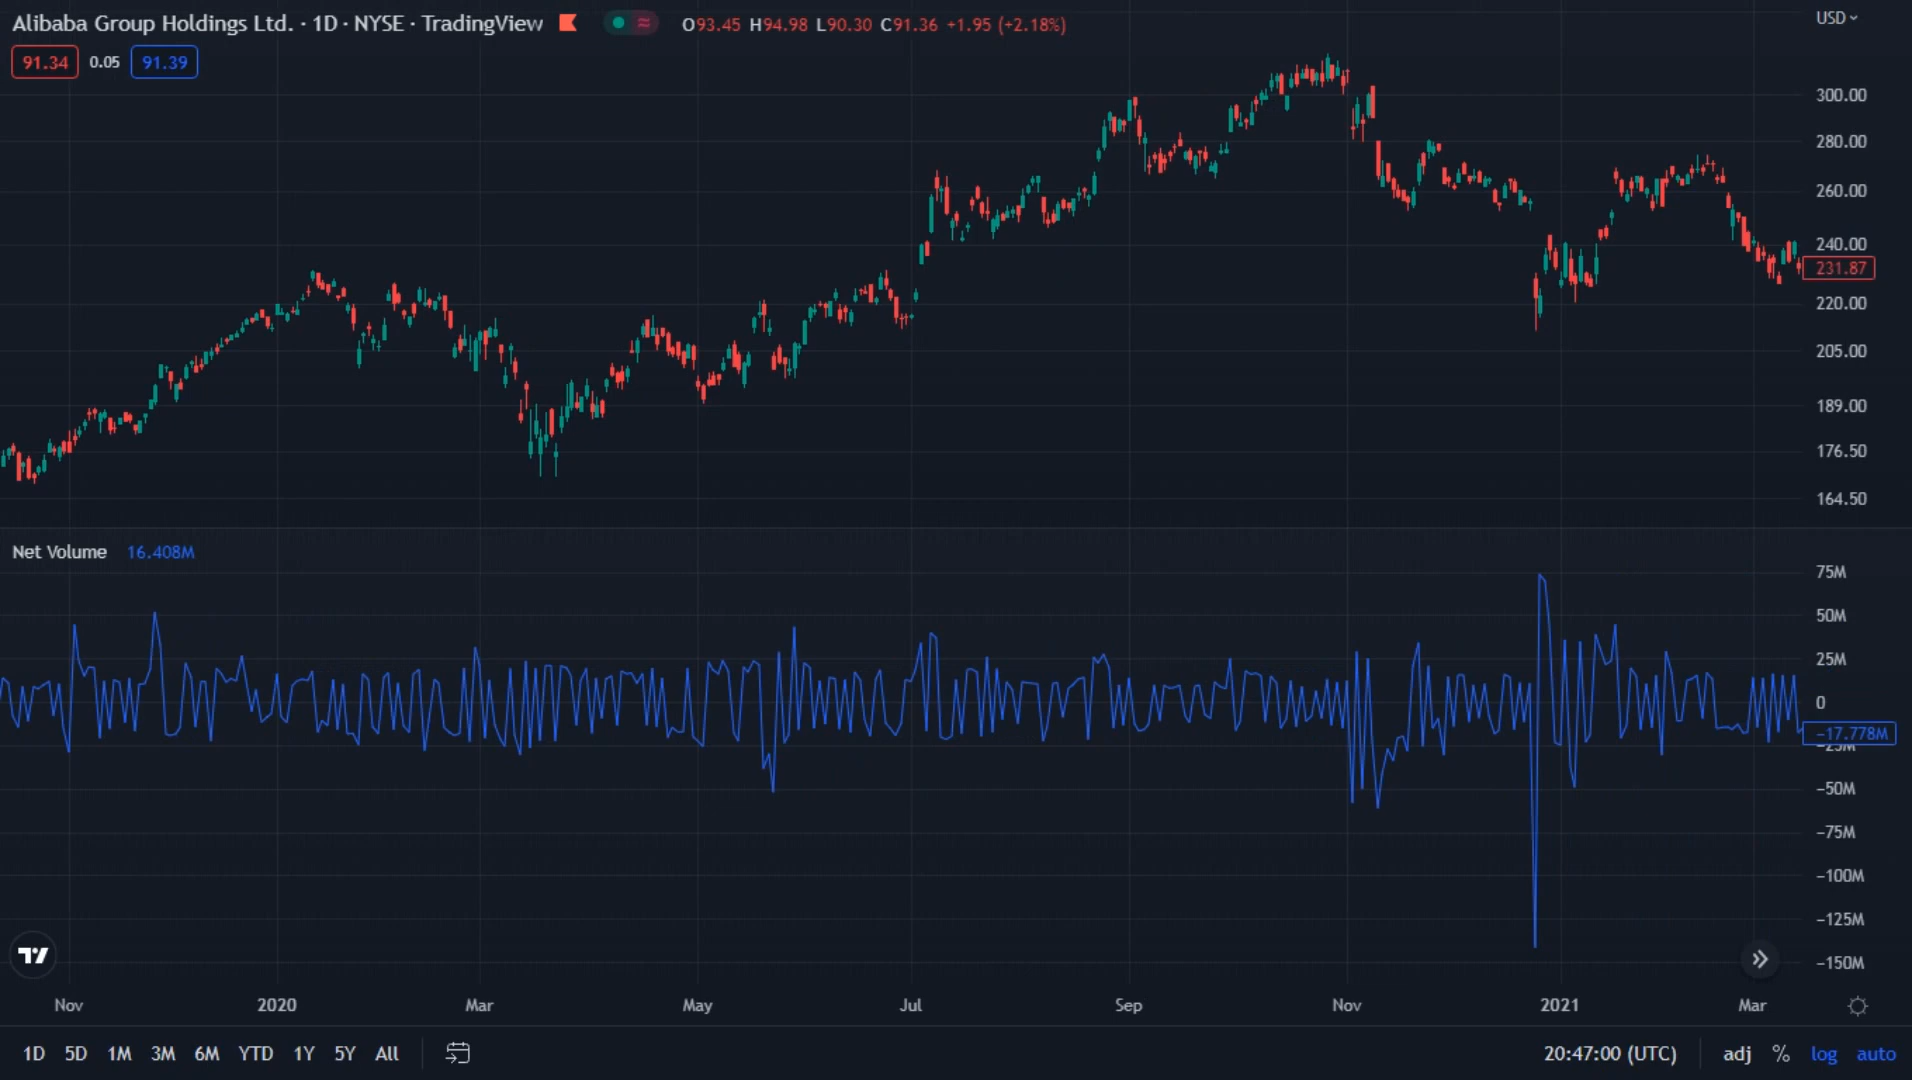 Alibaba Group Holdings Ltd. · 1D · NYSE · TradingView O93.45 H94.98 L90.30 C91.36 +1.95 (+2.18%)
USD
91.34 0.05 91.39
300.00
280.00
260.00
240.00
231.87
220.00
205.00
189.00
176.50
164.50
Net Volume 16.408M
75M
50M
25M
0
−17.778M
−25M
−50M
−75M
−100M
−125M
−150M
Nov 2020 Mar May Jul Sep Nov 2021 Mar
1D 5D 1M 3M 6M YTD 1Y 5Y All 20:47:00 (UTC) adj % log auto